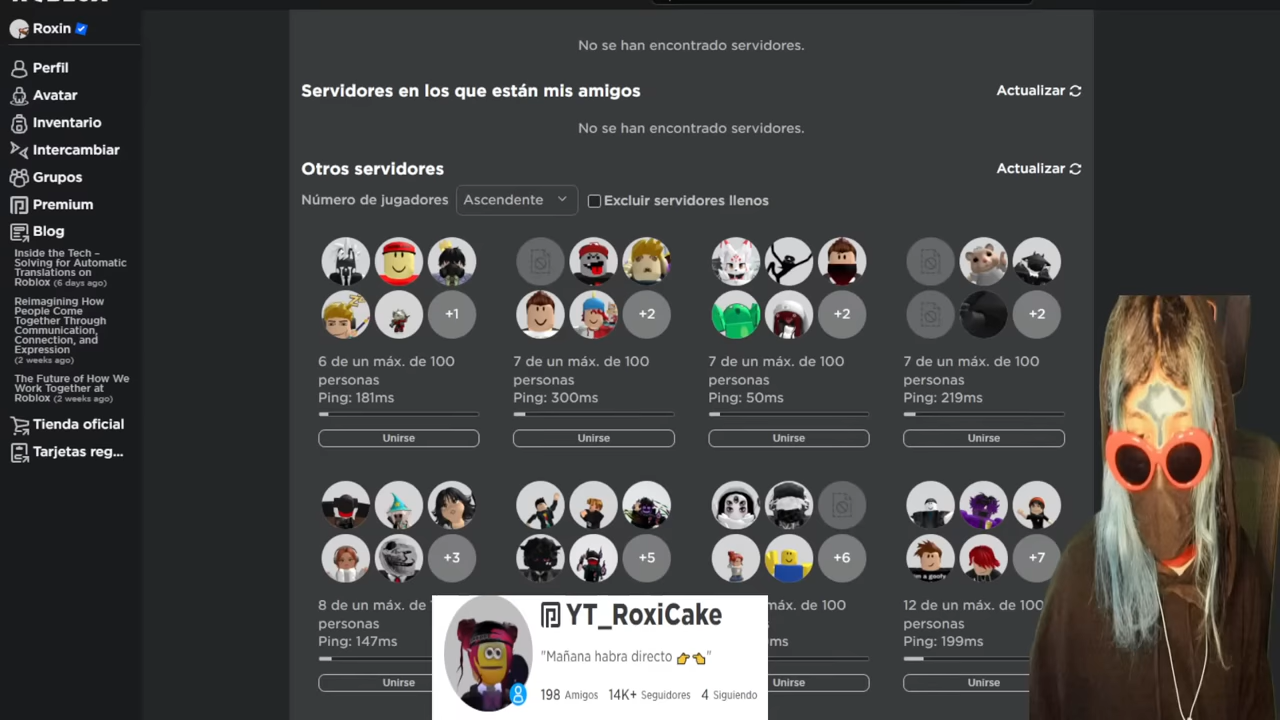 Roxin
Perfil
Avatar
Inventario
Intercambiar
Grupos
Premium
Blog
Inside the Tech –
Solving for Automatic
Translations on
Roblox (6 days ago)
Reimagining How
People Come
Together Through
Communication,
Connection, and
Expression
(2 weeks ago)
The Future of How We
Work Together at
Roblox (2 weeks ago)
Tienda oficial
Tarjetas reg...
No se han encontrado servidores.
Servidores en los que están mis amigos
Actualizar
No se han encontrado servidores.
Otros servidores
Actualizar
Número de jugadores Ascendente Excluir servidores llenos
+1
6 de un máx. de 100
personas
Ping: 181ms
Unirse
+2
7 de un máx. de 100
personas
Ping: 300ms
Unirse
+2
7 de un máx. de 100
personas
Ping: 50ms
Unirse
+2
7 de un máx. de 100
personas
Ping: 219ms
Unirse
+3
8 de un máx. de
personas
Ping: 147ms
Unirse
+5
+6
máx. de 100
Unirse
+7
12 de un máx. de 100
personas
Ping: 199ms
Unirse
YT_RoxiCake
"Mañana habra directo 👉👈"
198 Amigos 14K+ Seguidores 4 Siguiendo